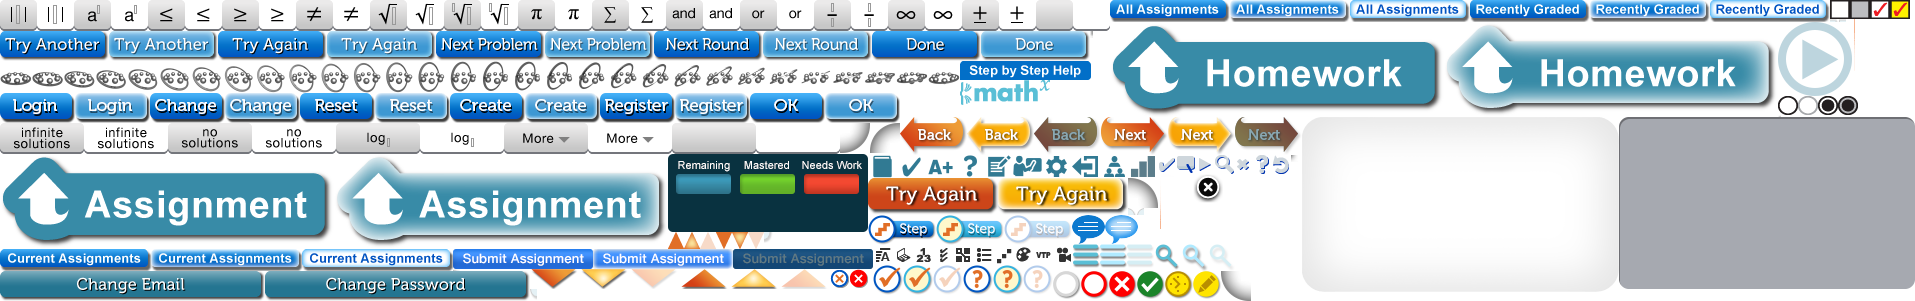 |▯| |▯| a▯ a▯ ≤ ≤ ≥ ≥ ≠ ≠ √▯ √▯ ▯√▯ ▯√▯ π π ∑ ∑ and and or or ▯/▯ ▯/▯ ∞ ∞ ± ±
All Assignments All Assignments All Assignments Recently Graded Recently Graded Recently Graded
Try Another Try Another Try Again Try Again Next Problem Next Problem Next Round Next Round Done Done
Homework Homework
Step by Step Help
mathx
Login Login Change Change Reset Reset Create Create Register Register OK OK
infinite solutions infinite solutions no solutions no solutions log▯ log▯ More More
Back Back Back Next Next Next
Remaining Mastered Needs Work
A+ ? ?
Assignment Assignment
Try Again Try Again
Step Step Step
Current Assignments Current Assignments Current Assignments Submit Assignment Submit Assignment Submit Assignment
VTP
Change Email Change Password
? ? ?